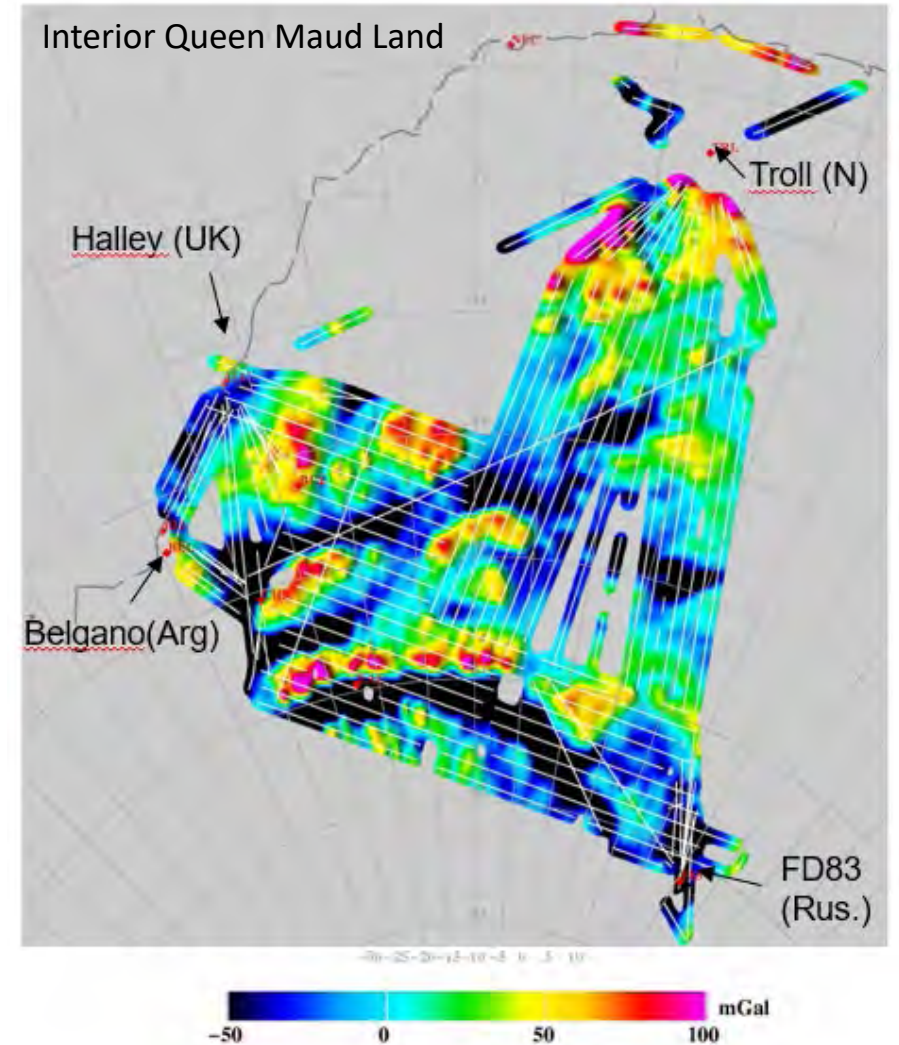 Interior Queen Maud Land
Troll (N)
Halley (UK)
Belgano(Arg)
FD83
(Rus.)
mGal
−50
0
50
100